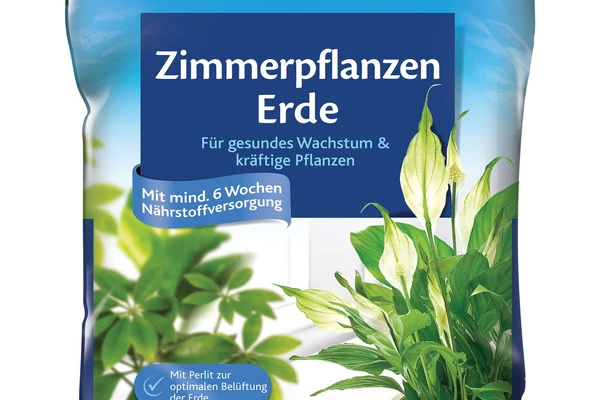 Zimmerpflanzen
Erde
Für gesundes Wachstum &
kräftige Pflanzen
Mit mind. 6 Wochen
Nährstoffversorgung
Mit Perlit zur
optimalen Belüftung
der Erde